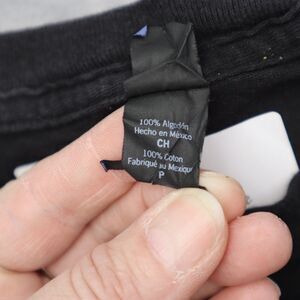 100% Algodón
Hecho en México
CH
100% Coton
Fabriqué au Mexique
P